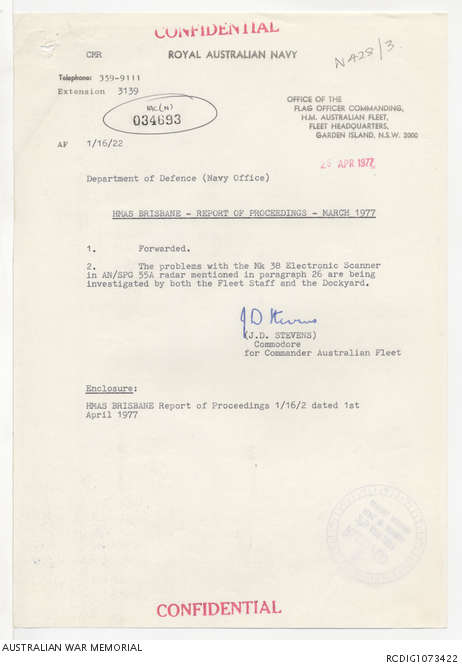 CONFIDENTIAL
CMR
ROYAL AUSTRALIAN NAVY
N428/3
Telephone: 359-9111
Extension 3139
034693
OFFICE OF THE
FLAG OFFICER COMMANDING,
H.M. AUSTRALIAN FLEET,
FLEET HEADQUARTERS,
GARDEN ISLAND, N.S.W. 2000
AF 1/16/22
26 APR 1977
Department of Defence (Navy Office)
HMAS BRISBANE - REPORT OF PROCEEDINGS - MARCH 1977
1. Forwarded.
2. The problems with the Mk 38 Electronic Scanner
in AN/SPG 55A radar mentioned in paragraph 26 are being
investigated by both the Fleet Staff and the Dockyard.
J D Stevens
(J.D. STEVENS)
Commodore
for Commander Australian Fleet
Enclosure:
HMAS BRISBANE Report of Proceedings 1/16/2 dated 1st
April 1977
CONFIDENTIAL
AUSTRALIAN WAR MEMORIAL
RCDIG1073422